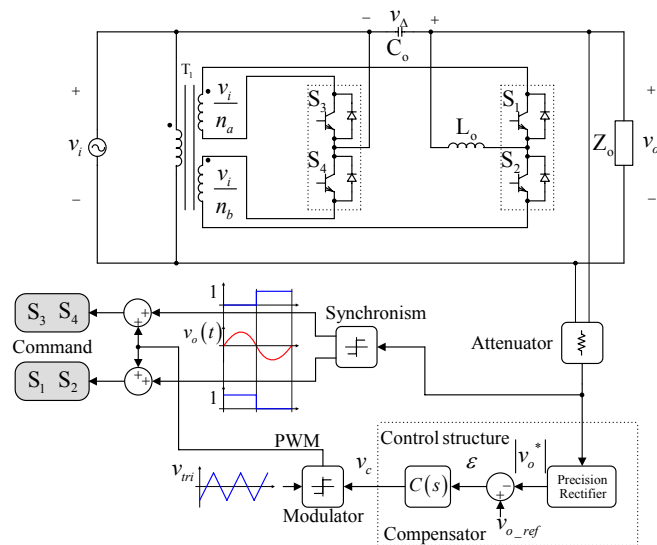 − v_Δ +
C_o
T_1
v_i / n_a
S_3
S_1
+
v_i
−
L_o
Z_o
+
v_o
−
S_4
S_2
v_i / n_b
S_3 S_4
+ +
1
v_o(t)
Synchronism
Attenuator
Command
S_1 S_2
+ +
1
PWM
Control structure
v_tri
v_c
C(s)
ε
−
+
|v_o*|
Precision
Rectifier
Modulator
Compensator
v_o_ref